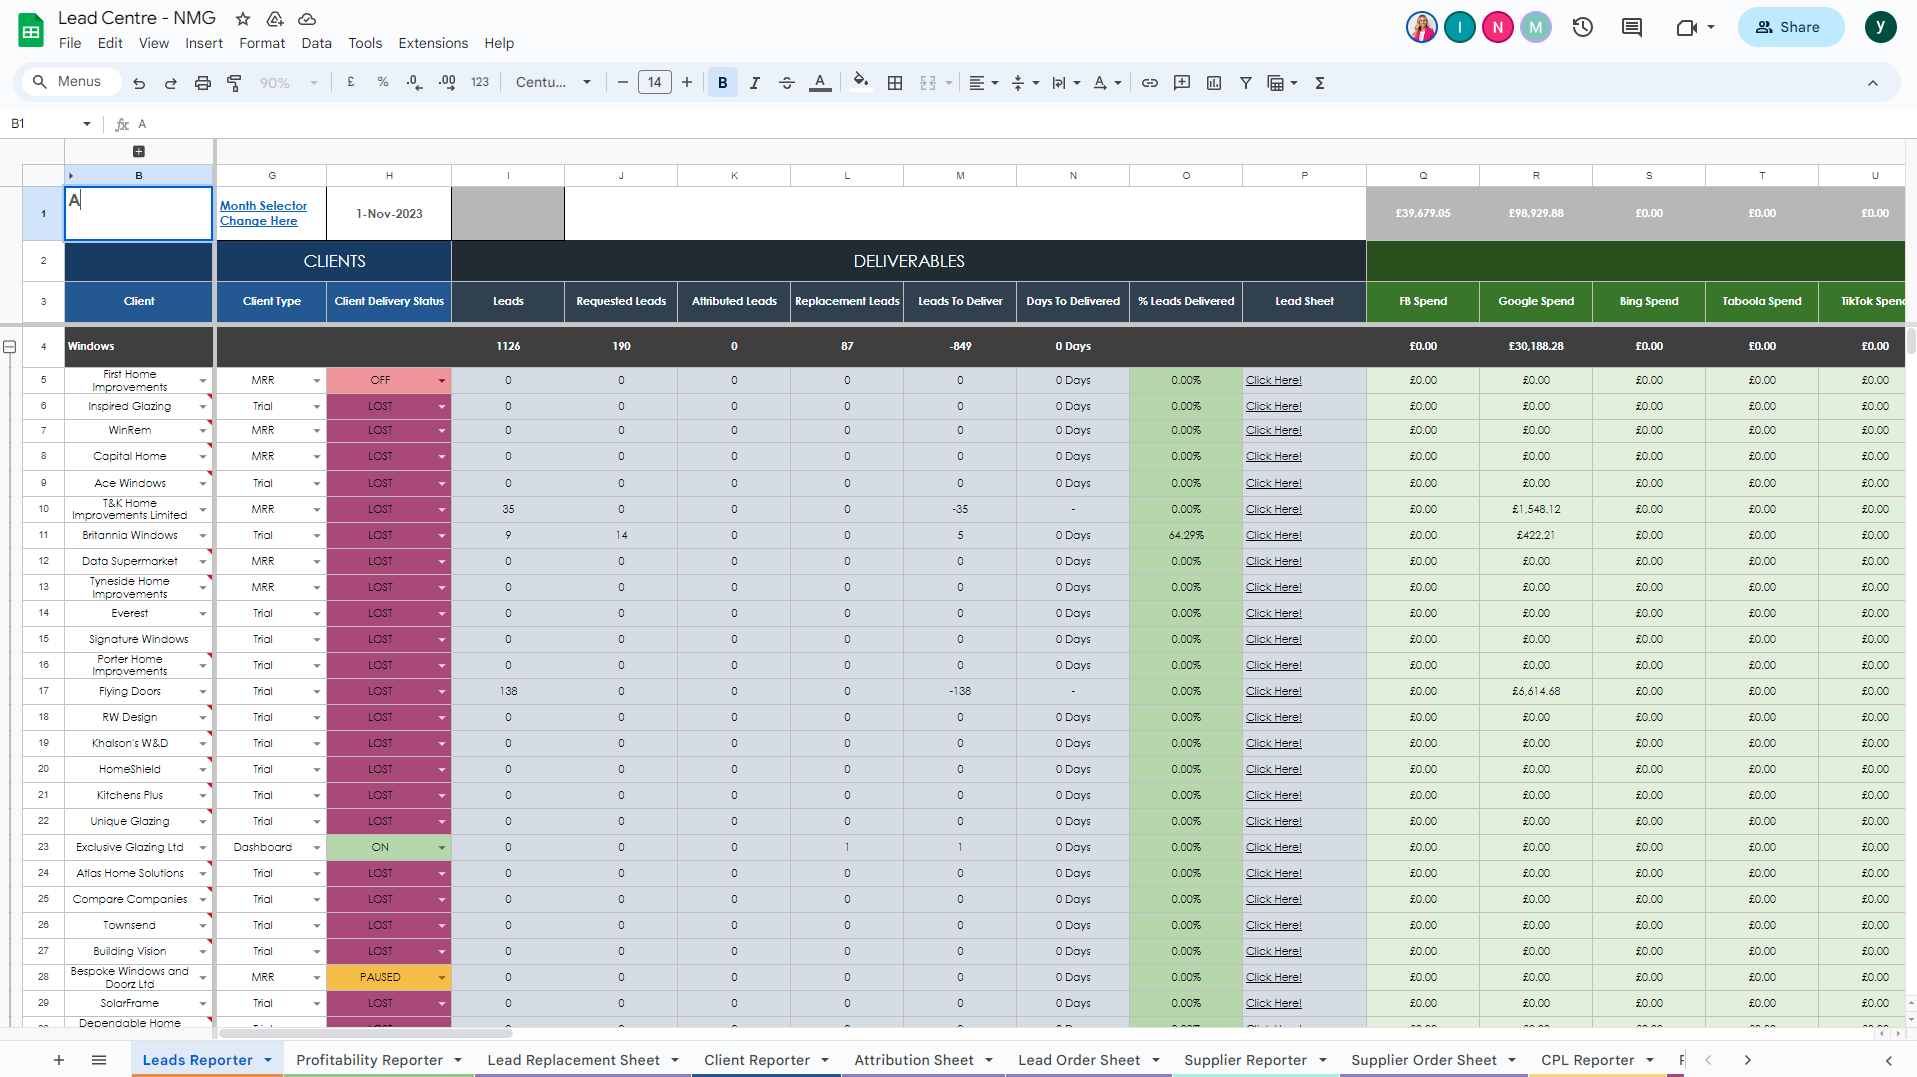 Lead Centre - NMG
I N M Share y
File Edit View Insert Format Data Tools Extensions Help
Menus 90% £ % .0 .00 123 Centu... 14 B I A Σ
B1 fx A
B G H I J K L M N O P Q R S T U
1 A Month Selector Change Here 1-Nov-2023 £39,679.05 £98,929.88 £0.00 £0.00 £0.00
2 CLIENTS DELIVERABLES
3 Client Client Type Client Delivery Status Leads Requested Leads Attributed Leads Replacement Leads Leads To Deliver Days To Delivered % Leads Delivered Lead Sheet FB Spend Google Spend Bing Spend Taboola Spend TikTok Spend
4 Windows 1126 190 0 87 -849 0 Days £0.00 £30,188.28 £0.00 £0.00 £0.00
5 First Home Improvements MRR OFF 0 0 0 0 0 0 Days 0.00% Click Here! £0.00 £0.00 £0.00 £0.00 £0.00
6 Inspired Glazing Trial LOST 0 0 0 0 0 0 Days 0.00% Click Here! £0.00 £0.00 £0.00 £0.00 £0.00
7 WinRem MRR LOST 0 0 0 0 0 0 Days 0.00% Click Here! £0.00 £0.00 £0.00 £0.00 £0.00
8 Capital Home MRR LOST 0 0 0 0 0 0 Days 0.00% Click Here! £0.00 £0.00 £0.00 £0.00 £0.00
9 Ace Windows Trial LOST 0 0 0 0 0 0 Days 0.00% Click Here! £0.00 £0.00 £0.00 £0.00 £0.00
10 T&K Home Improvements Limited MRR LOST 35 0 0 0 -35 - 0.00% Click Here! £0.00 £1,548.12 £0.00 £0.00 £0.00
11 Britannia Windows Trial LOST 9 14 0 0 5 0 Days 64.29% Click Here! £0.00 £422.21 £0.00 £0.00 £0.00
12 Data Supermarket MRR LOST 0 0 0 0 0 0 Days 0.00% Click Here! £0.00 £0.00 £0.00 £0.00 £0.00
13 Tyneside Home Improvements MRR LOST 0 0 0 0 0 0 Days 0.00% Click Here! £0.00 £0.00 £0.00 £0.00 £0.00
14 Everest Trial LOST 0 0 0 0 0 0 Days 0.00% Click Here! £0.00 £0.00 £0.00 £0.00 £0.00
15 Signature Windows Trial LOST 0 0 0 0 0 0 Days 0.00% Click Here! £0.00 £0.00 £0.00 £0.00 £0.00
16 Porter Home Improvements Trial LOST 0 0 0 0 0 0 Days 0.00% Click Here! £0.00 £0.00 £0.00 £0.00 £0.00
17 Flying Doors Trial LOST 138 0 0 0 -138 - 0.00% Click Here! £0.00 £6,614.68 £0.00 £0.00 £0.00
18 RW Design Trial LOST 0 0 0 0 0 0 Days 0.00% Click Here! £0.00 £0.00 £0.00 £0.00 £0.00
19 Khalson's W&D Trial LOST 0 0 0 0 0 0 Days 0.00% Click Here! £0.00 £0.00 £0.00 £0.00 £0.00
20 HomeShield Trial LOST 0 0 0 0 0 0 Days 0.00% Click Here! £0.00 £0.00 £0.00 £0.00 £0.00
21 Kitchens Plus Trial LOST 0 0 0 0 0 0 Days 0.00% Click Here! £0.00 £0.00 £0.00 £0.00 £0.00
22 Unique Glazing Trial LOST 0 0 0 0 0 0 Days 0.00% Click Here! £0.00 £0.00 £0.00 £0.00 £0.00
23 Exclusive Glazing Ltd Dashboard ON 0 0 0 1 1 0 Days 0.00% Click Here! £0.00 £0.00 £0.00 £0.00 £0.00
24 Atlas Home Solutions Trial LOST 0 0 0 0 0 0 Days 0.00% Click Here! £0.00 £0.00 £0.00 £0.00 £0.00
25 Compare Companies Trial LOST 0 0 0 0 0 0 Days 0.00% Click Here! £0.00 £0.00 £0.00 £0.00 £0.00
26 Townsend Trial LOST 0 0 0 0 0 0 Days 0.00% Click Here! £0.00 £0.00 £0.00 £0.00 £0.00
27 Building Vision Trial LOST 0 0 0 0 0 0 Days 0.00% Click Here! £0.00 £0.00 £0.00 £0.00 £0.00
28 Bespoke Windows and Doorz Ltd MRR PAUSED 0 0 0 0 0 0 Days 0.00% Click Here! £0.00 £0.00 £0.00 £0.00 £0.00
29 SolarFrame Trial LOST 0 0 0 0 0 0 Days 0.00% Click Here! £0.00 £0.00 £0.00 £0.00 £0.00
Dependable Home
Leads Reporter Profitability Reporter Lead Replacement Sheet Client Reporter Attribution Sheet Lead Order Sheet Supplier Reporter Supplier Order Sheet CPL Reporter